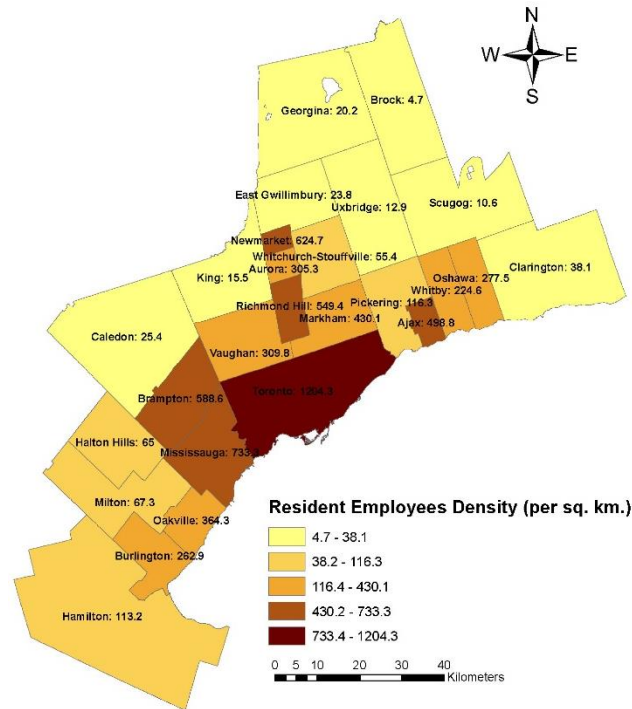 N
W E
S
Georgina: 20.2
Brock: 4.7
East Gwillimbury: 23.8
Uxbridge: 12.9
Scugog: 10.6
Newmarket: 624.7
Whitchurch-Stouffville: 55.4
Aurora: 305.3
King: 15.5
Clarington: 38.1
Oshawa: 277.5
Whitby: 224.6
Pickering: 116.3
Richmond Hill: 549.4
Markham: 430.1
Ajax: 498.8
Caledon: 25.4
Vaughan: 309.8
Brampton: 588.6
Toronto: 1204.3
Halton Hills: 65
Mississauga: 733.3
Milton: 67.3
Oakville: 364.3
Burlington: 262.9
Hamilton: 113.2
Resident Employees Density (per sq. km.)
4.7 - 38.1
38.2 - 116.3
116.4 - 430.1
430.2 - 733.3
733.4 - 1204.3
0 5 10 20 30 40
Kilometers